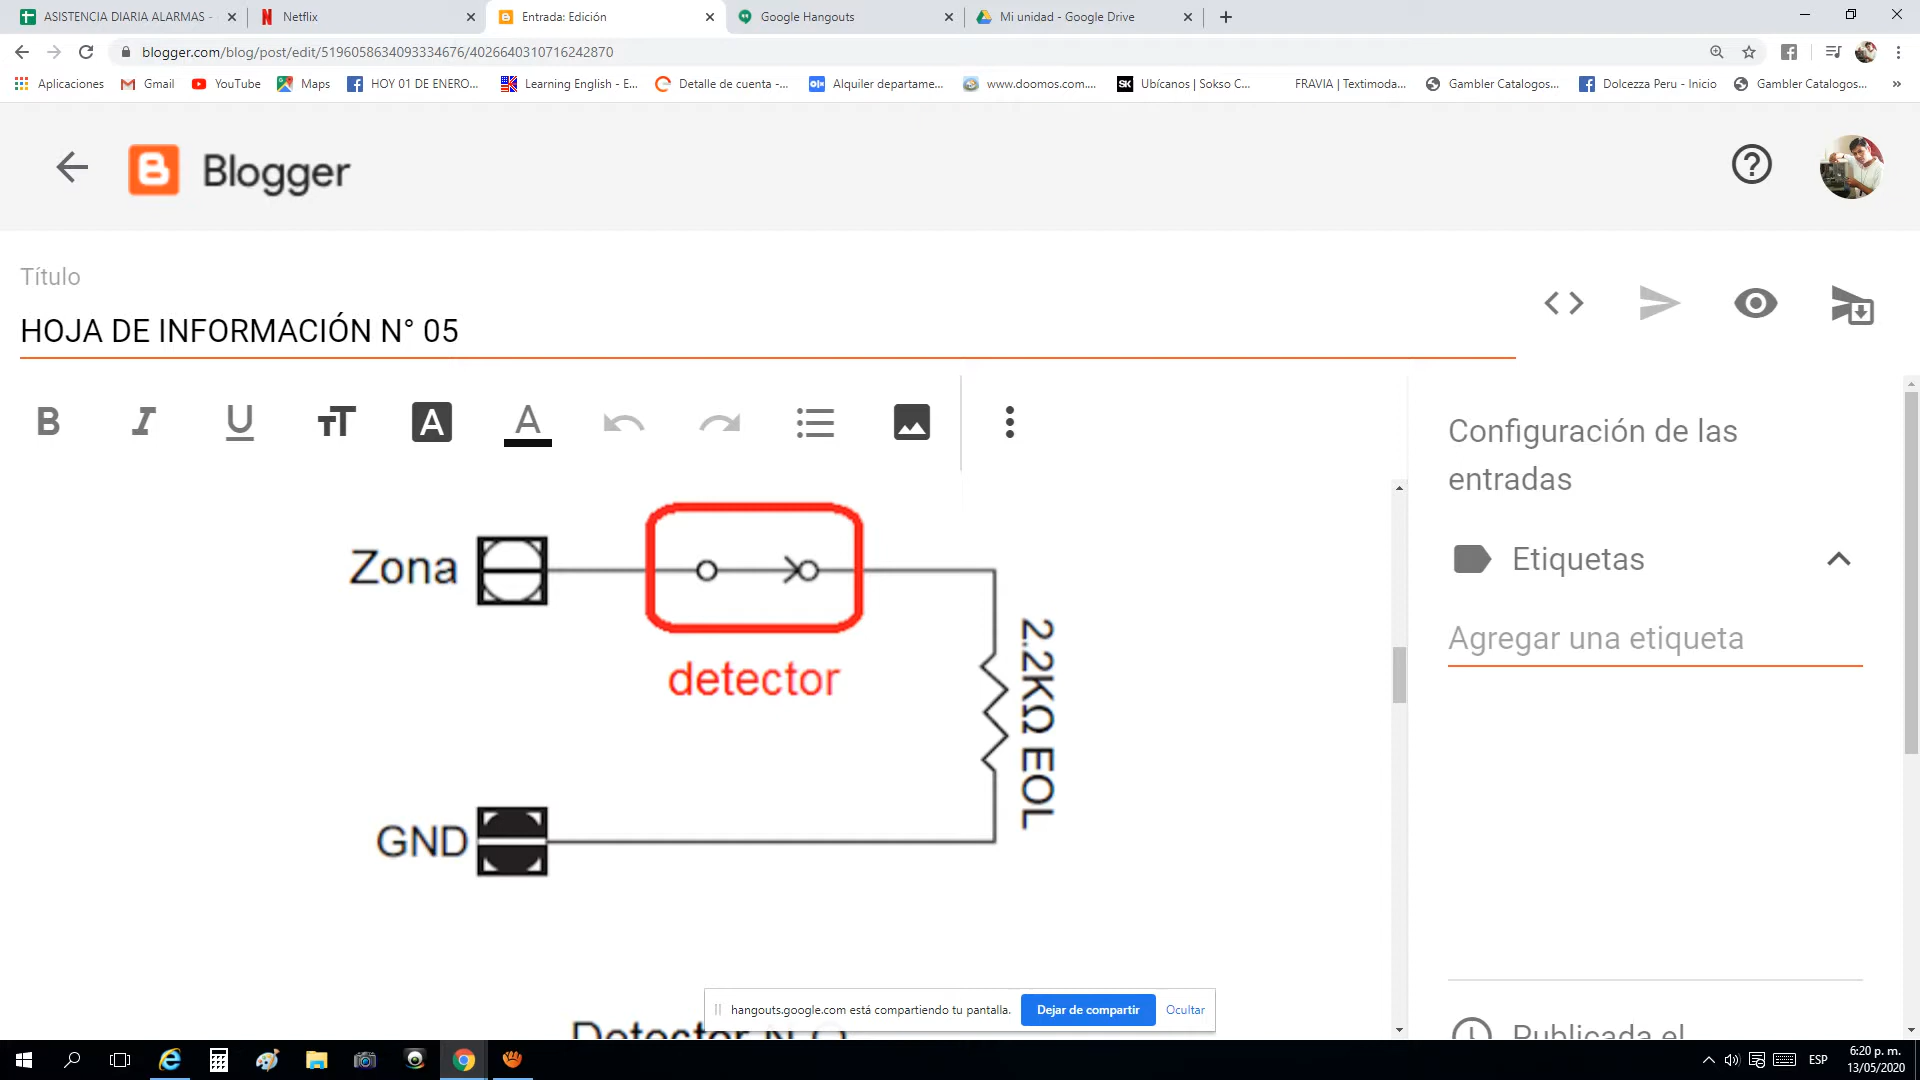 ASISTENCIA DIARIA ALARMAS -
Netflix
Entrada: Edición
Google Hangouts
Mi unidad - Google Drive
blogger.com/blog/post/edit/5196058634093334676/4026640310716242870
Aplicaciones
Gmail
YouTube
Maps
HOY 01 DE ENERO...
Learning English - E...
Detalle de cuenta -...
Alquiler departame...
www.doomos.com....
Ubícanos | Sokso C...
FRAVIA | Textimoda...
Gambler Catalogos...
Dolcezza Peru - Inicio
Gambler Catalogos...
Blogger
Título
HOJA DE INFORMACIÓN N° 05
Configuración de las
entradas
Etiquetas
Agregar una etiqueta
Zona
detector
2.2KΩ EOL
GND
hangouts.google.com está compartiendo tu pantalla.
Dejar de compartir
Ocultar
Publicada el
ESP
6:20 p. m.
13/05/2020